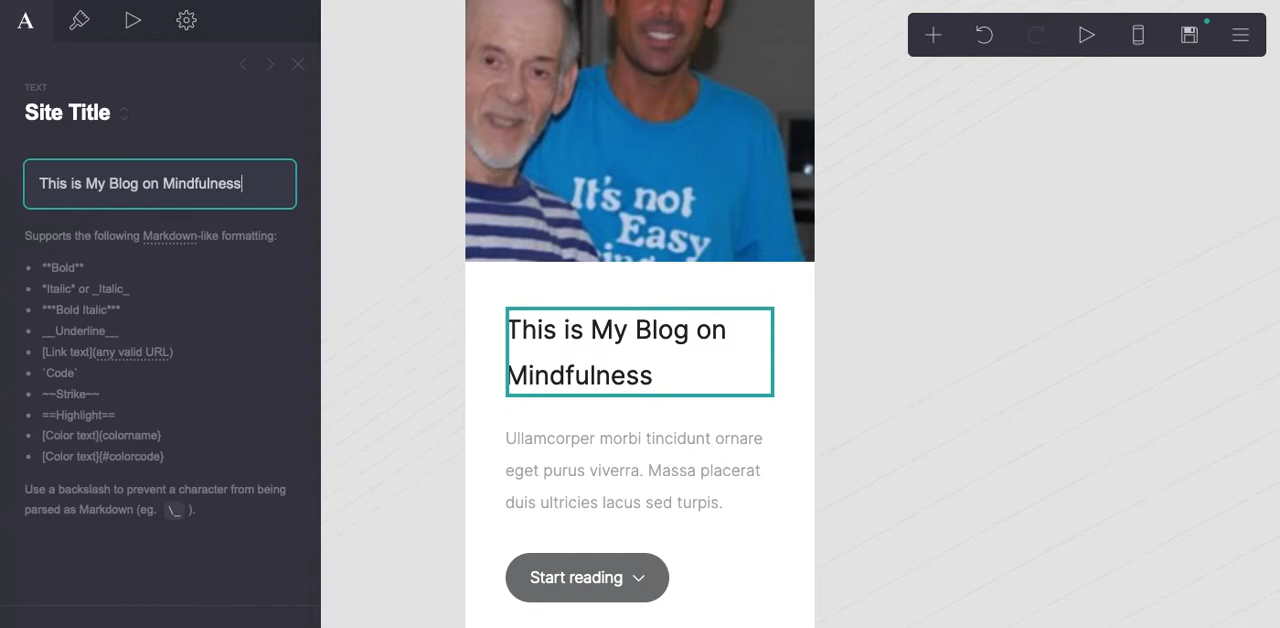 A
TEXT
Site Title
This is My Blog on Mindfulness
Supports the following Markdown-like formatting:
**Bold**
*Italic* or _Italic_
***Bold Italic***
__Underline__
[Link text](any valid URL)
`Code`
~~Strike~~
==Highlight==
[Color text]{colorname}
[Color text]{#colorcode}
Use a backslash to prevent a character from being
parsed as Markdown (eg. \_ ).
It's not
Easy
This is My Blog on
Mindfulness
Ullamcorper morbi tincidunt ornare
eget purus viverra. Massa placerat
duis ultricies lacus sed turpis.
Start reading